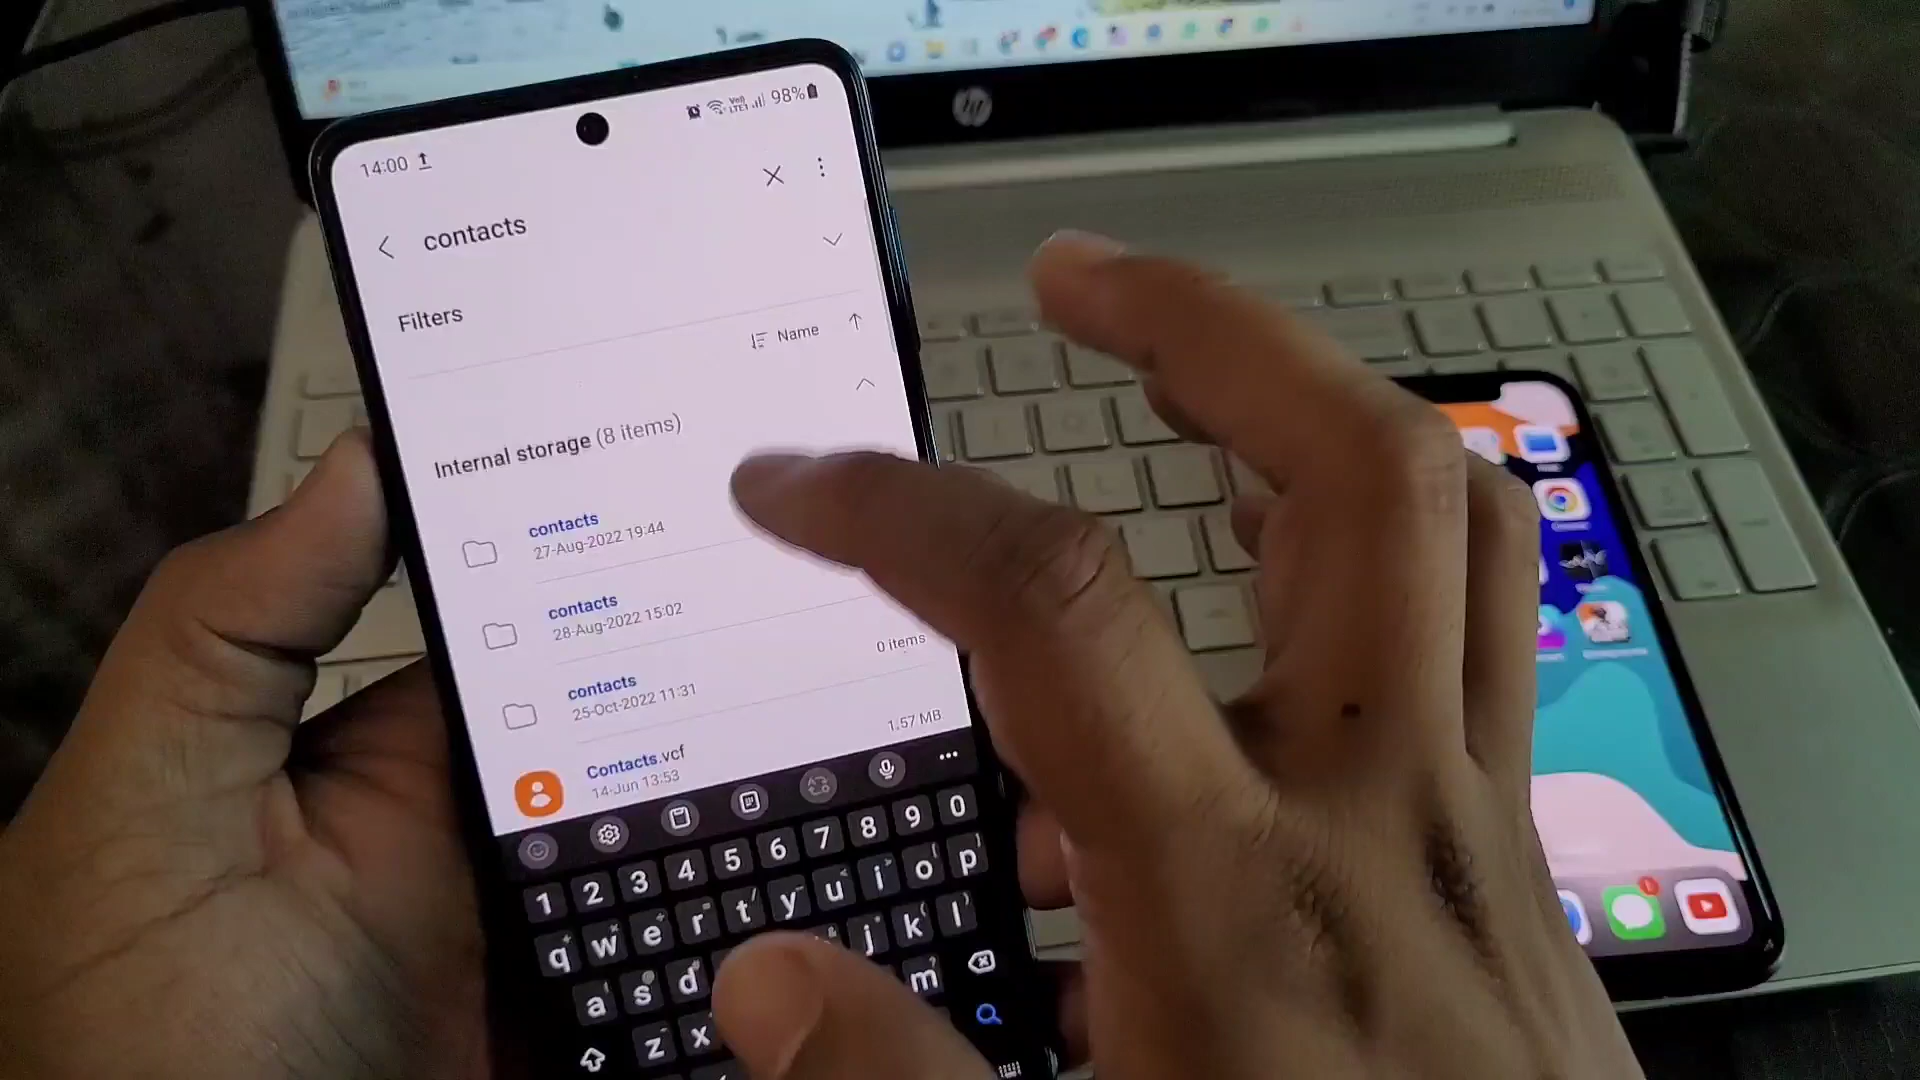 hp
14:00
VoLTE1 98%
contacts
Filters
Name
Internal storage (8 items)
contacts
27-Aug-2022 19:44
contacts
28-Aug-2022 15:02
0 items
contacts
25-Oct-2022 11:31
1.57 MB
Contacts.vcf
14-Jun 13:53
1 2 3 4 5 6 7 8 9 0
q w e r t y u i o p
a s d j k l
z x m